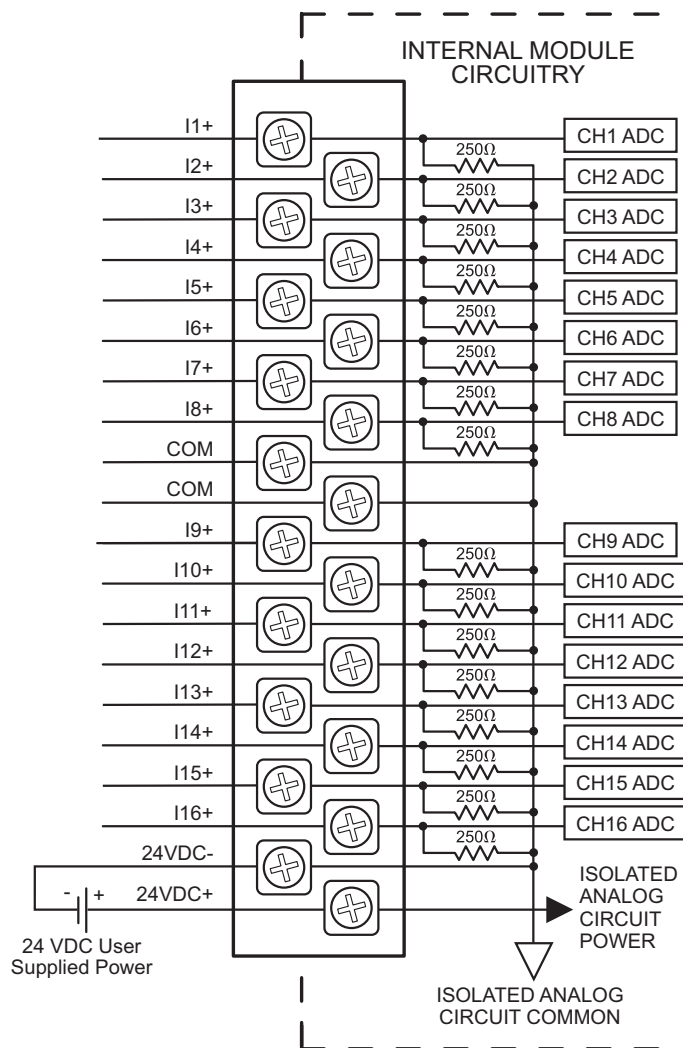 INTERNAL MODULE
CIRCUITRY
I1+
250Ω
CH1 ADC
I2+
250Ω
CH2 ADC
I3+
250Ω
CH3 ADC
I4+
250Ω
CH4 ADC
I5+
250Ω
CH5 ADC
I6+
250Ω
CH6 ADC
I7+
250Ω
CH7 ADC
I8+
250Ω
CH8 ADC
COM
COM
I9+
250Ω
CH9 ADC
I10+
250Ω
CH10 ADC
I11+
250Ω
CH11 ADC
I12+
250Ω
CH12 ADC
I13+
250Ω
CH13 ADC
I14+
250Ω
CH14 ADC
I15+
250Ω
CH15 ADC
I16+
250Ω
CH16 ADC
24VDC-
- +
24VDC+
24 VDC User
Supplied Power
ISOLATED
ANALOG
CIRCUIT
POWER
ISOLATED ANALOG
CIRCUIT COMMON